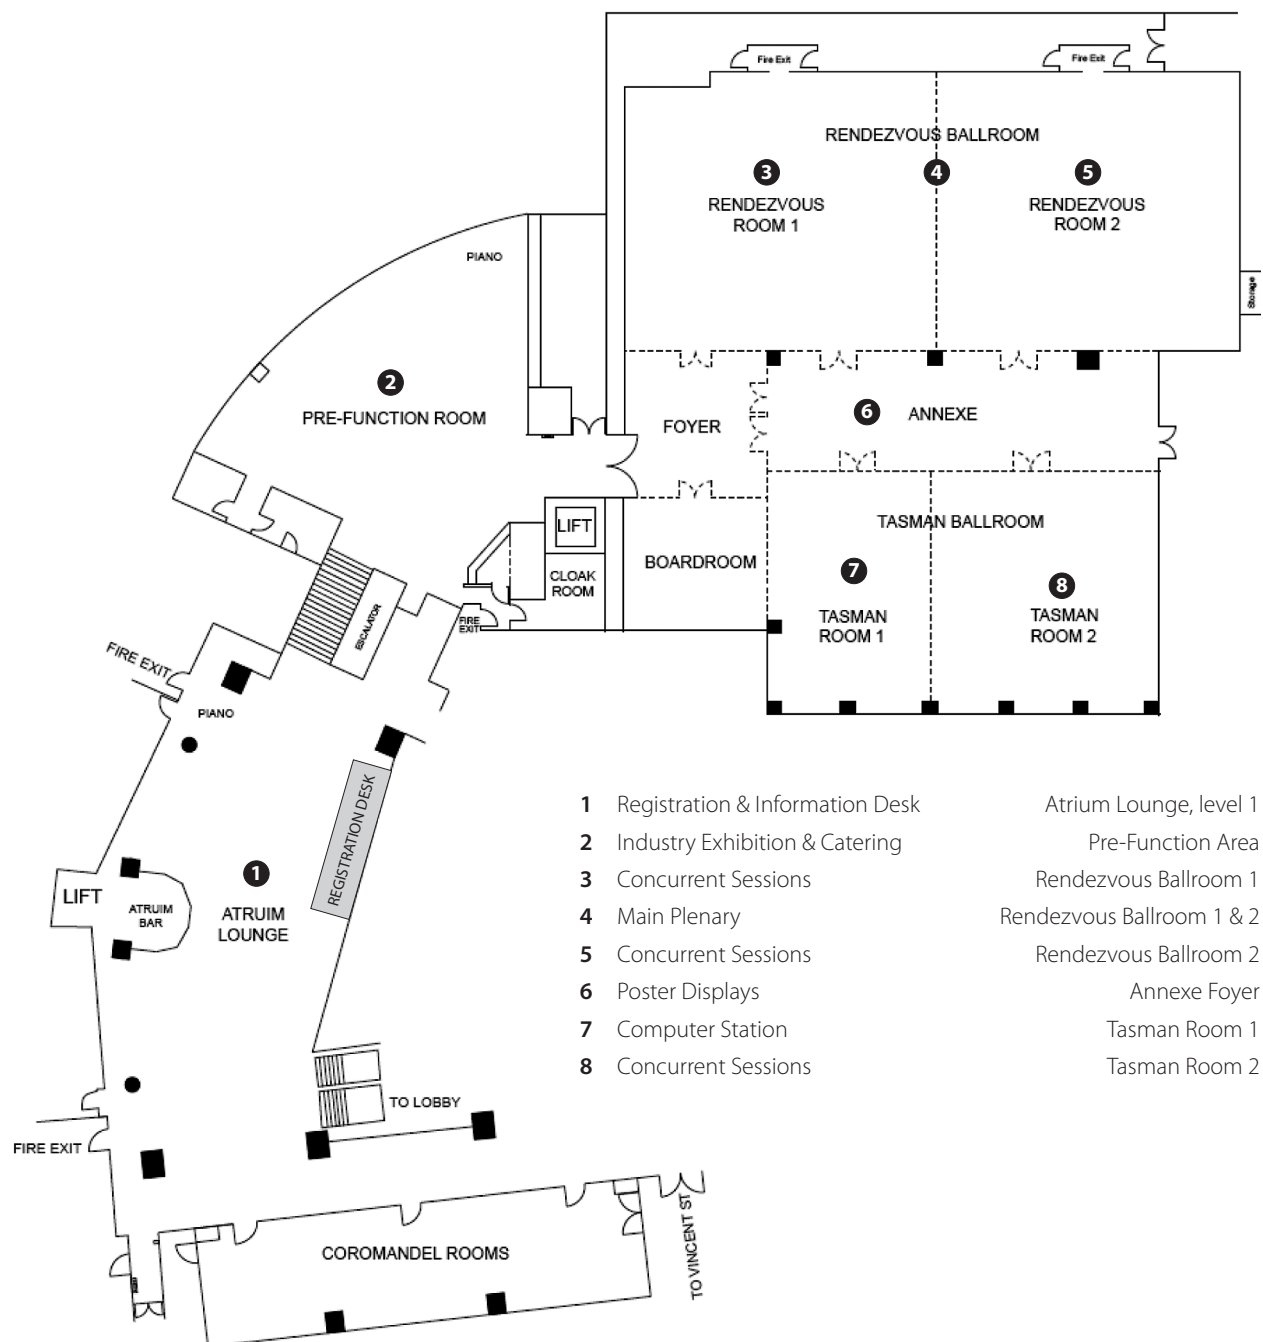 Fire Exit
Fire Exit
RENDEZVOUS BALLROOM
3
4
5
RENDEZVOUS
ROOM 1
RENDEZVOUS
ROOM 2
PIANO
Storage
2
PRE-FUNCTION ROOM
FOYER
6
ANNEXE
LIFT
TASMAN BALLROOM
BOARDROOM
CLOAK
ROOM
7
8
TASMAN
ROOM 1
TASMAN
ROOM 2
ESCALATOR
FIRE
EXIT
FIRE EXIT
PIANO
REGISTRATION DESK
1
LIFT
ATRUIM
BAR
ATRUIM
LOUNGE
1 Registration & Information Desk Atrium Lounge, level 1
2 Industry Exhibition & Catering Pre-Function Area
3 Concurrent Sessions Rendezvous Ballroom 1
4 Main Plenary Rendezvous Ballroom 1 & 2
5 Concurrent Sessions Rendezvous Ballroom 2
6 Poster Displays Annexe Foyer
7 Computer Station Tasman Room 1
8 Concurrent Sessions Tasman Room 2
TO LOBBY
FIRE EXIT
COROMANDEL ROOMS
TO VINCENT ST